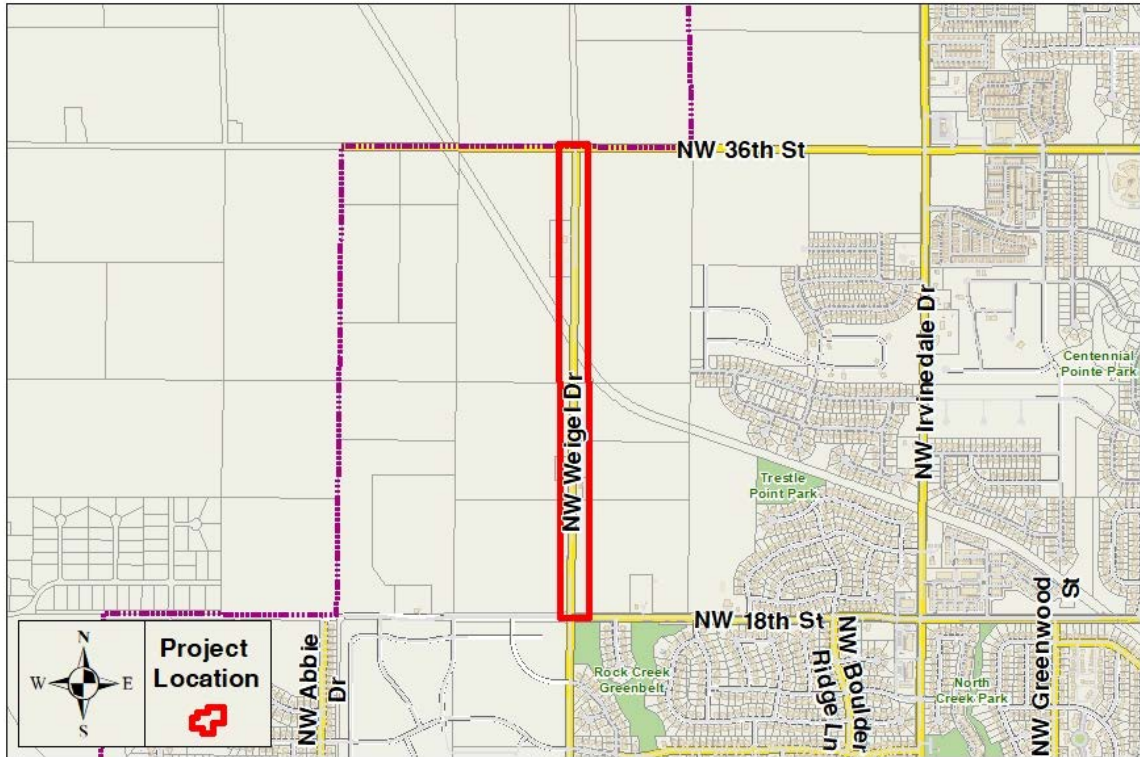 NW 36th St
NW Irvinedale Dr
Centennial
Pointe Park
NW Weigel Dr
Trestle
Point Park
NW 18th St
NW Greenwood
St
NW Boulder
Ridge Ln
Rock Creek
Greenbelt
North
Creek Park
NW Abbie
Dr
N
W
E
S
Project
Location